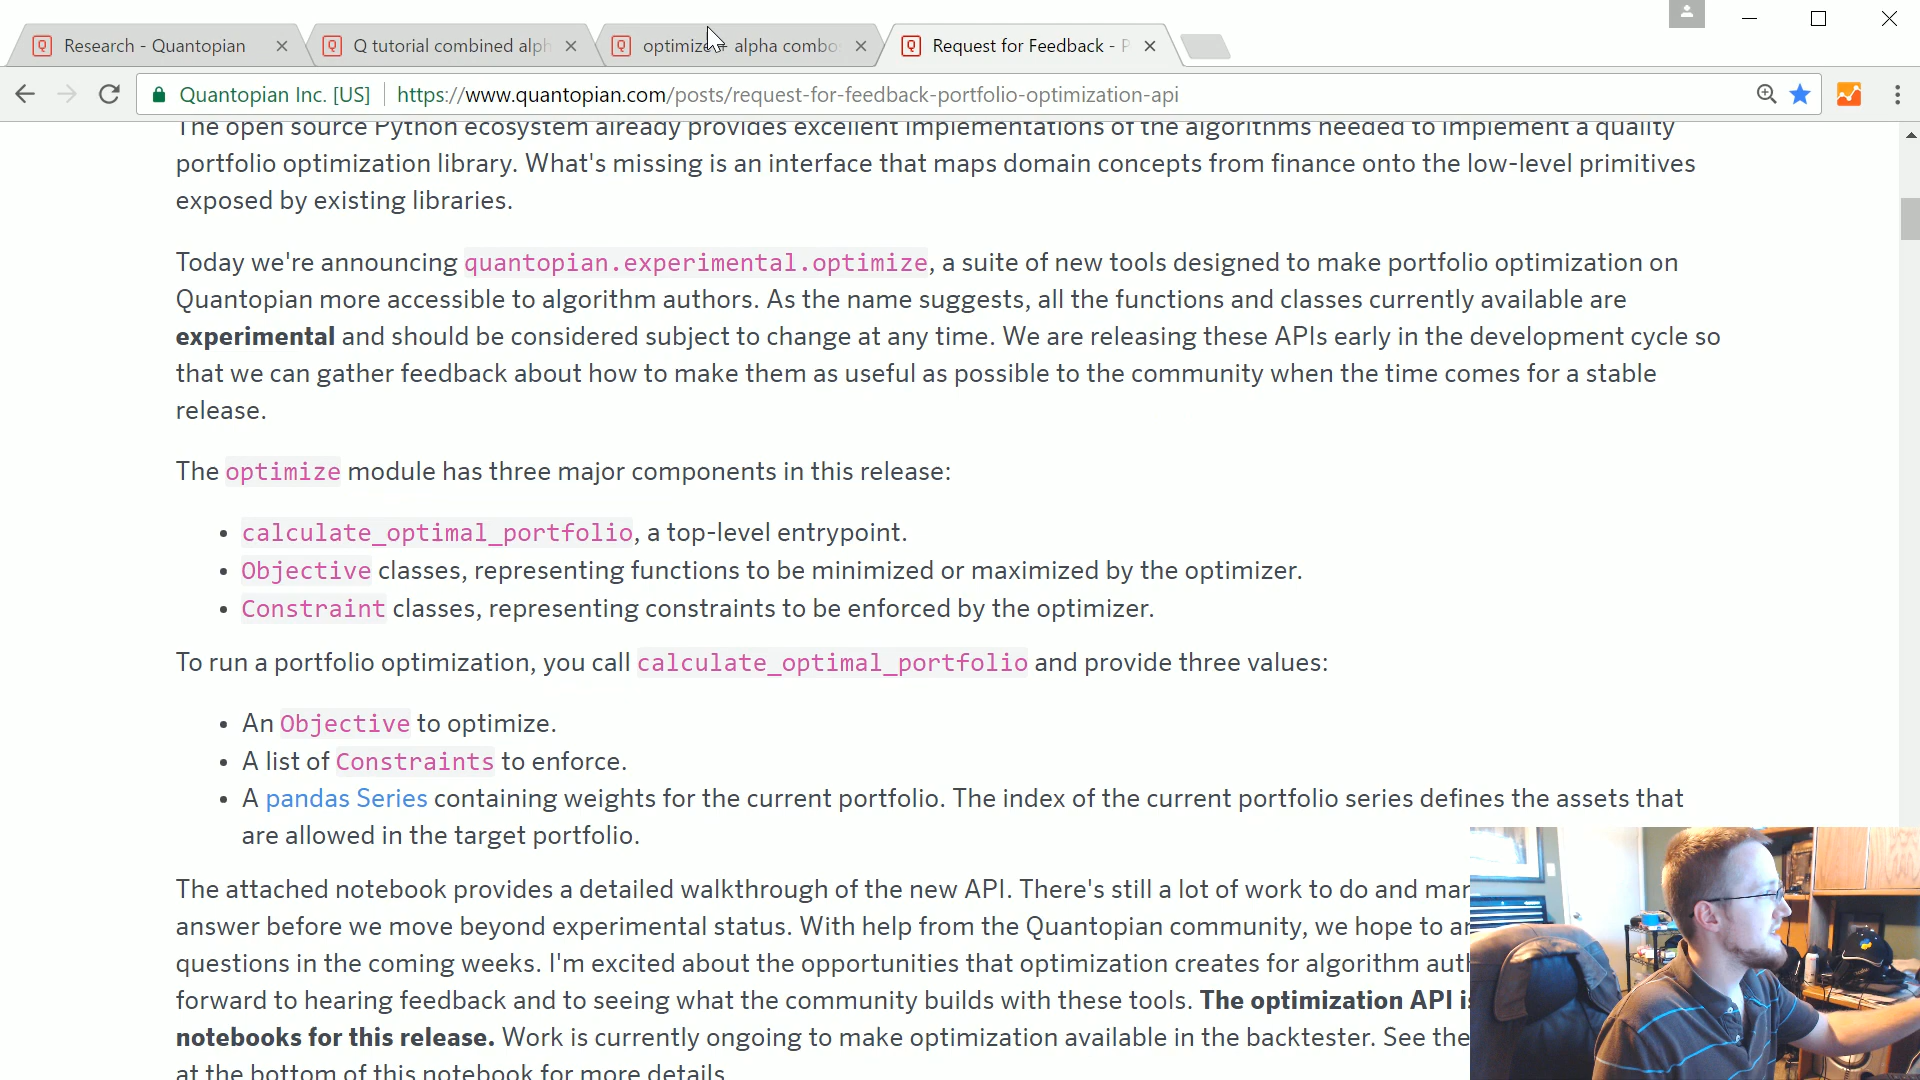 Research - Quantopian
Q tutorial combined alph
optimize + alpha combo
Request for Feedback - P
Quantopian Inc. [US]
https://www.quantopian.com/posts/request-for-feedback-portfolio-optimization-api
The open source Python ecosystem already provides excellent implementations of the algorithms needed to implement a quality
portfolio optimization library. What's missing is an interface that maps domain concepts from finance onto the low-level primitives
exposed by existing libraries.
Today we're announcing quantopian.experimental.optimize, a suite of new tools designed to make portfolio optimization on
Quantopian more accessible to algorithm authors. As the name suggests, all the functions and classes currently available are
experimental and should be considered subject to change at any time. We are releasing these APIs early in the development cycle so
that we can gather feedback about how to make them as useful as possible to the community when the time comes for a stable
release.
The optimize module has three major components in this release:
• calculate_optimal_portfolio, a top-level entrypoint.
• Objective classes, representing functions to be minimized or maximized by the optimizer.
• Constraint classes, representing constraints to be enforced by the optimizer.
To run a portfolio optimization, you call calculate_optimal_portfolio and provide three values:
• An Objective to optimize.
• A list of Constraints to enforce.
• A pandas Series containing weights for the current portfolio. The index of the current portfolio series defines the assets that
are allowed in the target portfolio.
The attached notebook provides a detailed walkthrough of the new API. There's still a lot of work to do and mar
answer before we move beyond experimental status. With help from the Quantopian community, we hope to ar
questions in the coming weeks. I'm excited about the opportunities that optimization creates for algorithm auth
forward to hearing feedback and to seeing what the community builds with these tools. The optimization API is
notebooks for this release. Work is currently ongoing to make optimization available in the backtester. See the
at the bottom of this notebook for more details.